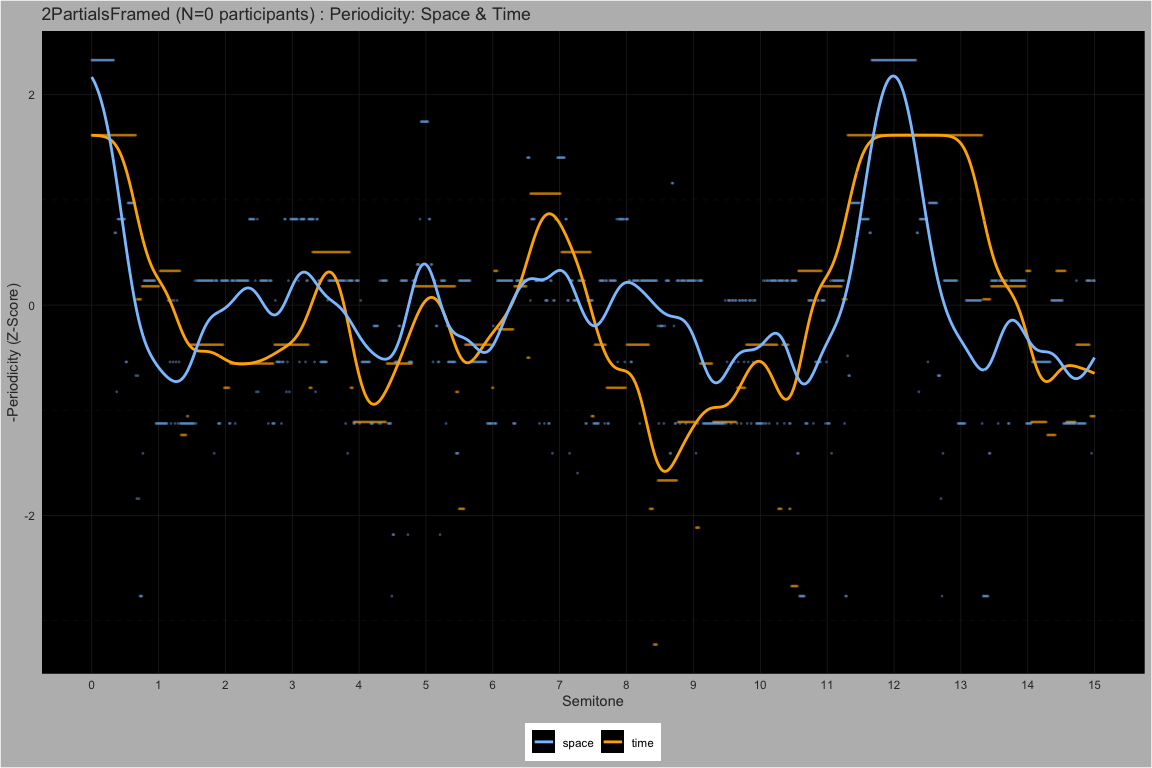 2PartialsFramed (N=0 participants) : Periodicity: Space & Time
-Periodicity (Z-Score)
2
0
-2
0 1 2 3 4 5 6 7 8 9 10 11 12 13 14 15
Semitone
space time